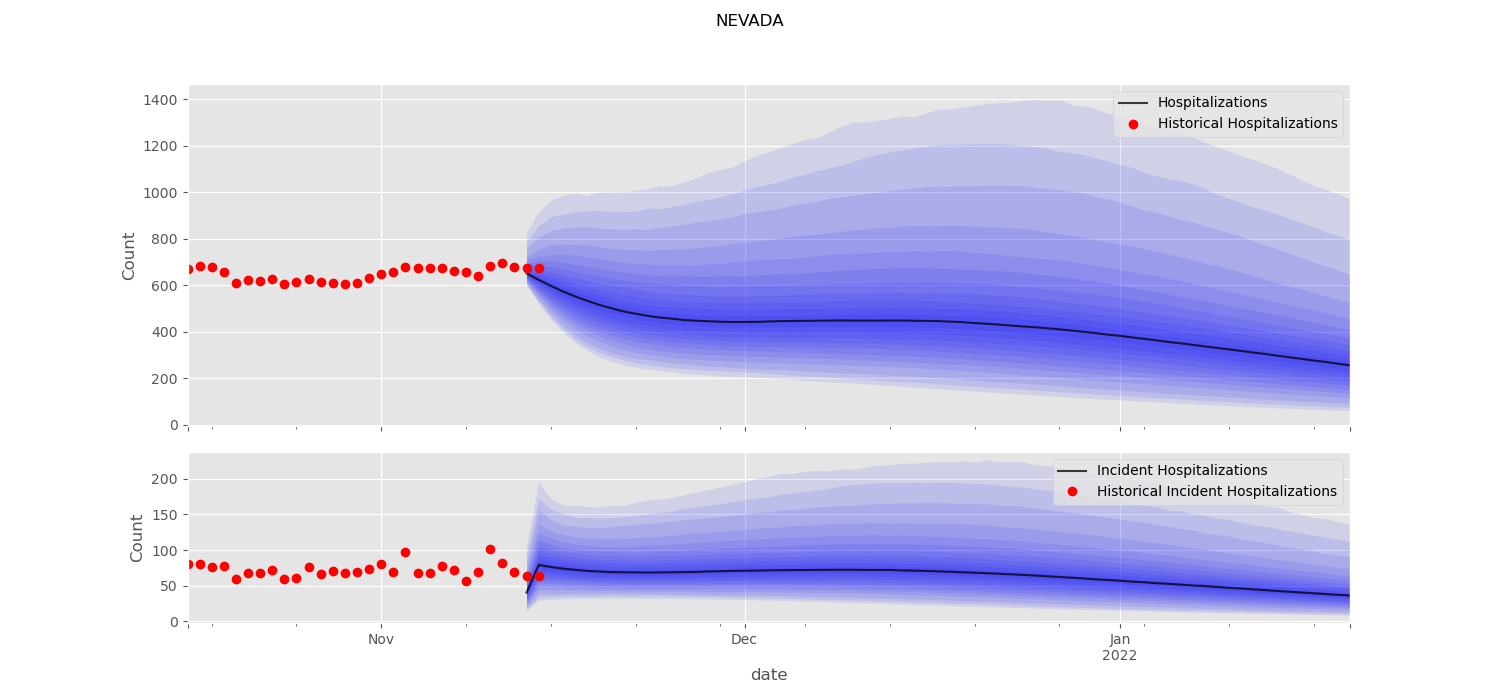 NEVADA
1400
1200
1000
800
600
400
200
0
Count
Hospitalizations
Historical Hospitalizations
200
150
100
50
0
Count
Incident Hospitalizations
Historical Incident Hospitalizations
Nov
Dec
Jan
2022
date